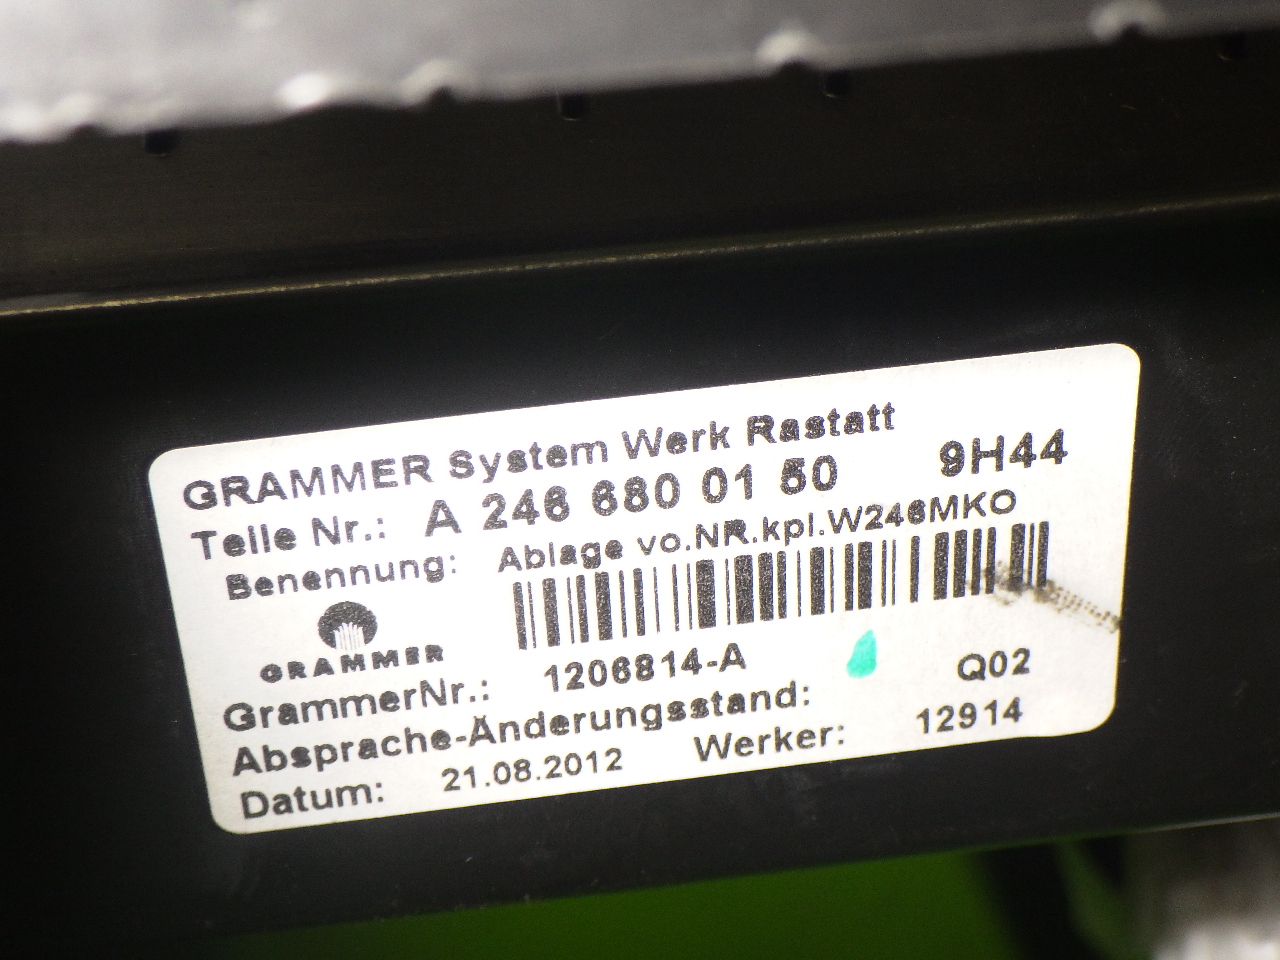 GRAMMER System Werk Rastatt
Teile Nr.: A 246 680 01 50 9H44
Benennung: Ablage vo.NR.kpl.W246MKO
GRAMMER
GrammerNr.: 1206814-A
Absprache-Änderungsstand: Q02
Datum: 21.08.2012 Werker: 12914